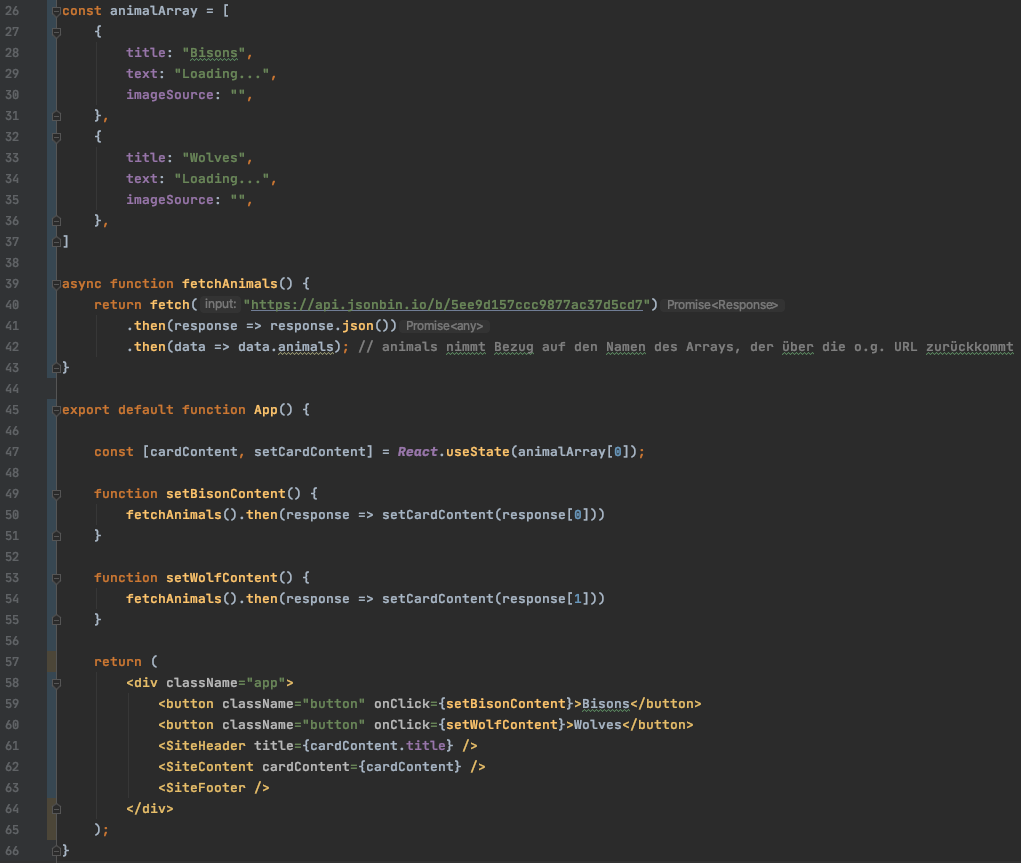 26 const animalArray = [
27     {
28         title: "Bisons",
29         text: "Loading...",
30         imageSource: "",
31     },
32     {
33         title: "Wolves",
34         text: "Loading...",
35         imageSource: "",
36     },
37 ]
38
39 async function fetchAnimals() {
40     return fetch( input: "https://api.jsonbin.io/b/5ee9d157ccc9877ac37d5cd7") Promise<Response>
41         .then(response => response.json()) Promise<any>
42         .then(data => data.animals); // animals nimmt Bezug auf den Namen des Arrays, der über die o.g. URL zurückkommt
43 }
44
45 export default function App() {
46
47     const [cardContent, setCardContent] = React.useState(animalArray[0]);
48
49     function setBisonContent() {
50         fetchAnimals().then(response => setCardContent(response[0]))
51     }
52
53     function setWolfContent() {
54         fetchAnimals().then(response => setCardContent(response[1]))
55     }
56
57     return (
58         <div className="app">
59             <button className="button" onClick={setBisonContent}>Bisons</button>
60             <button className="button" onClick={setWolfContent}>Wolves</button>
61             <SiteHeader title={cardContent.title} />
62             <SiteContent cardContent={cardContent} />
63             <SiteFooter />
64         </div>
65     );
66 }